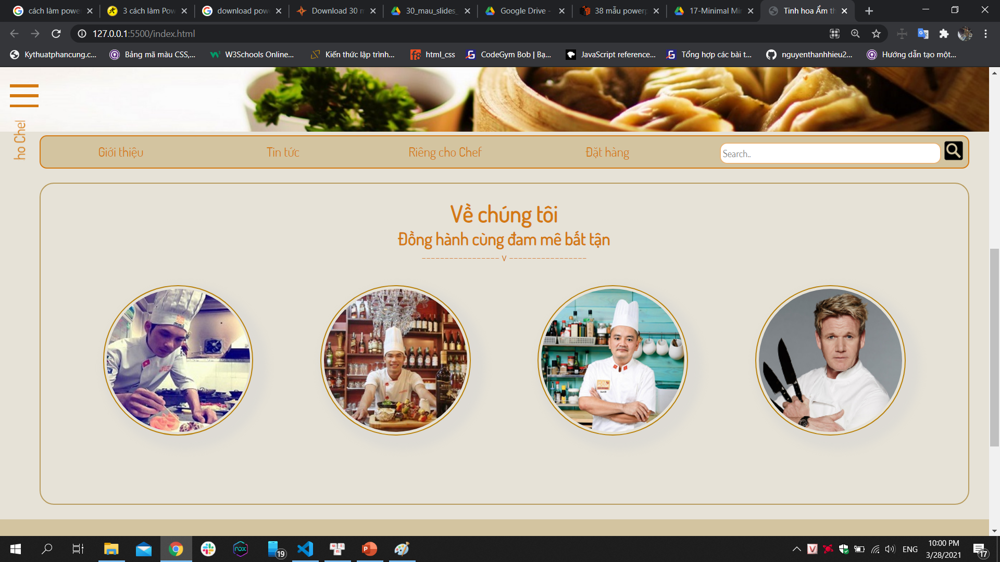 cách làm power
3 cách làm Pow
download powe
Download 30 m
30_mau_slides_
Google Drive -
38 mẫu powerp
17-Minimal Mi
Tinh hoa Ẩm th
127.0.0.1:5500/index.html
Kythuatphancung.c...
Bảng mã màu CSS,...
W3Schools Online...
Kiến thức lập trình...
html_css
CodeGym Bob | Bạ...
JavaScript reference...
Tổng hợp các bài t...
nguyenthanhhieu2...
Hướng dẫn tạo một...
ho Chef
Giới thiệu
Tin tức
Riêng cho Chef
Đặt hàng
Search..
Về chúng tôi
Đồng hành cùng đam mê bất tận
----------------- v -----------------
19
ENG
10:00 PM
3/28/2021
17